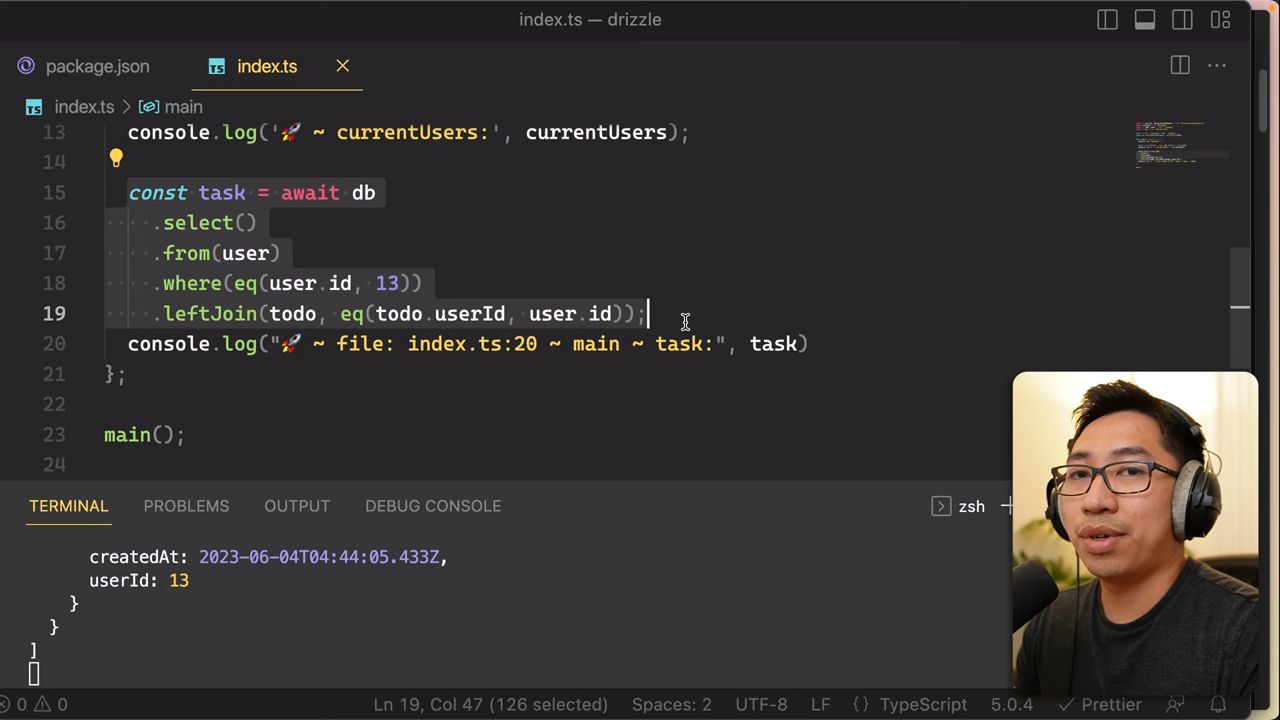 index.ts — drizzle
package.json
TS index.ts
TS index.ts > main
13 console.log('🚀 ~ currentUsers:', currentUsers);
14
15 const task = await db
16 .select()
17 .from(user)
18 .where(eq(user.id, 13))
19 .leftJoin(todo, eq(todo.userId, user.id));
20 console.log("🚀 ~ file: index.ts:20 ~ main ~ task:", task)
21 };
22
23 main();
24
TERMINAL PROBLEMS OUTPUT DEBUG CONSOLE zsh
createdAt: 2023-06-04T04:44:05.433Z,
userId: 13
}
}
]
0 0 Ln 19, Col 47 (126 selected) Spaces: 2 UTF-8 LF {} TypeScript 5.0.4 Prettier